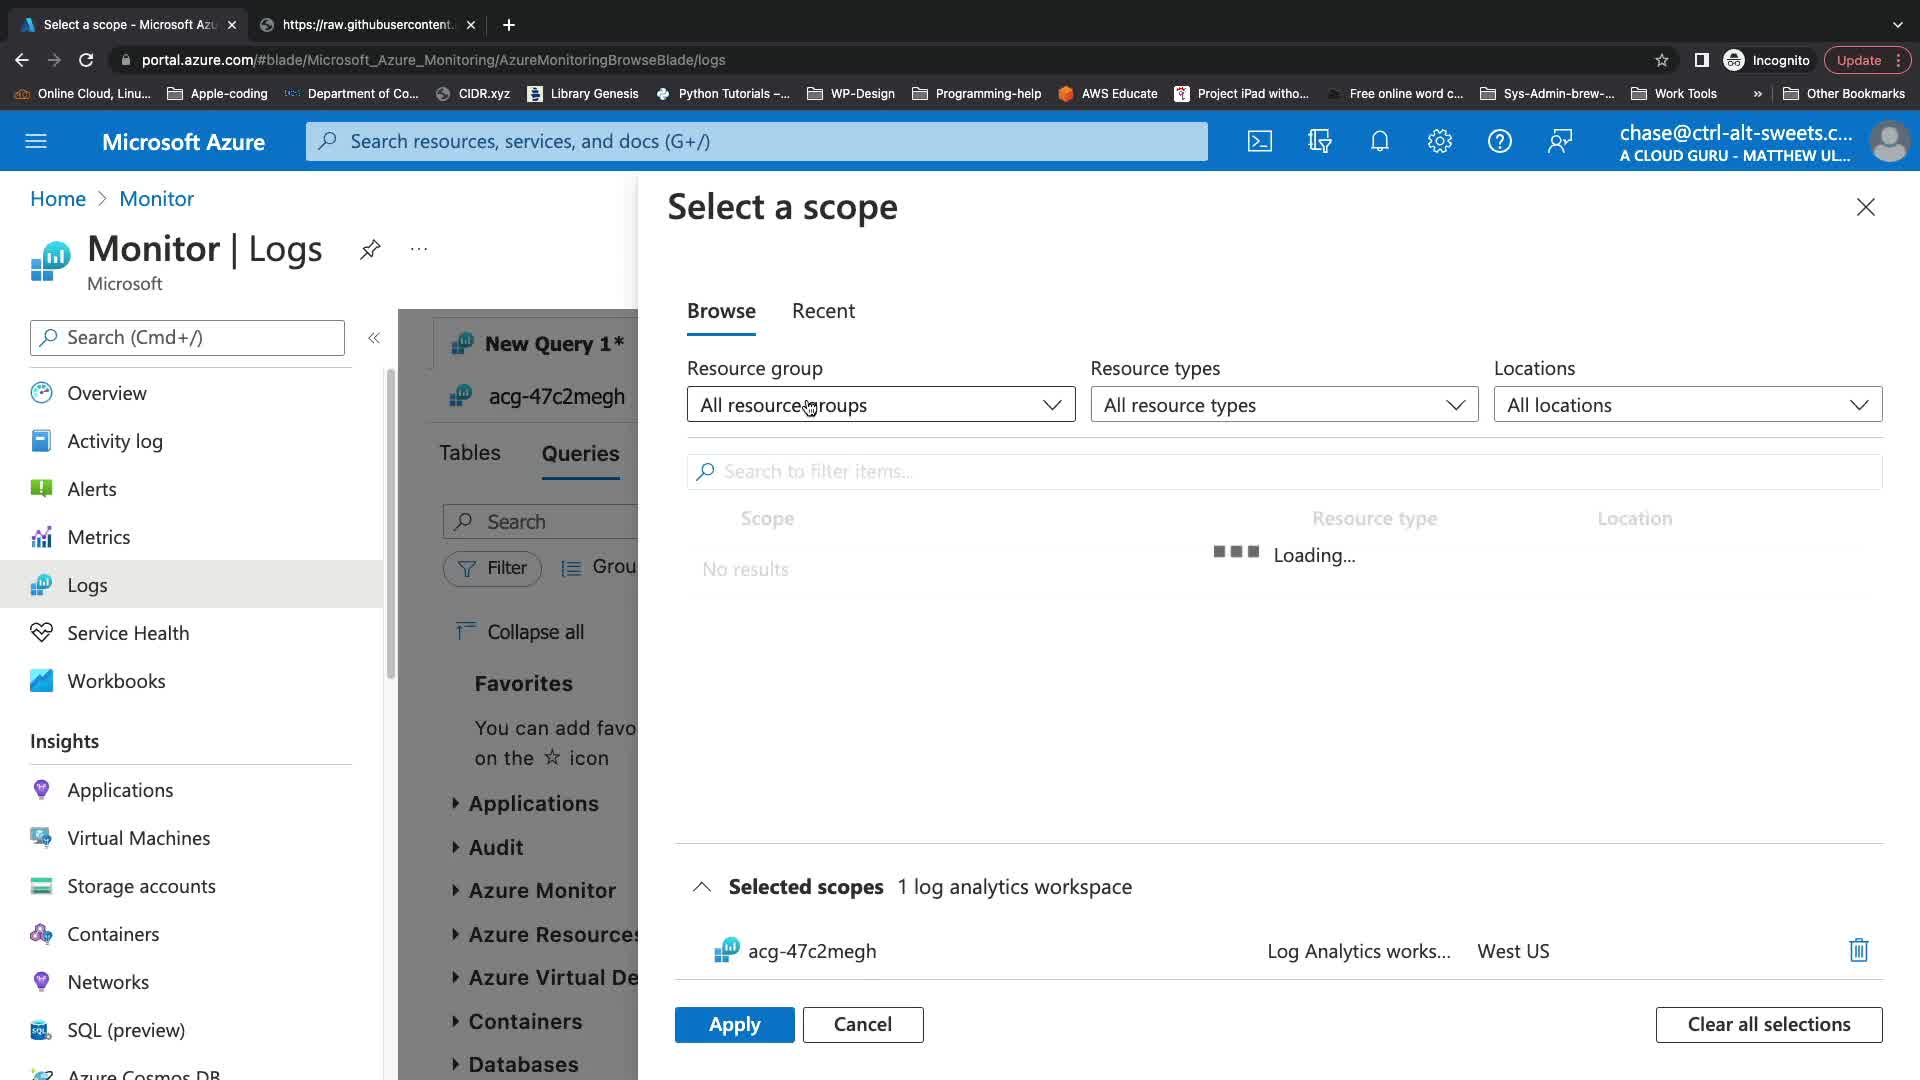 Select a scope - Microsoft Azu
https://raw.githubusercontent.
portal.azure.com/#blade/Microsoft_Azure_Monitoring/AzureMonitoringBrowseBlade/logs
Incognito
Update
Online Cloud, Linu...
Apple-coding
Department of Co...
CIDR.xyz
Library Genesis
Python Tutorials –...
WP-Design
Programming-help
AWS Educate
Project iPad witho...
Free online word c...
Sys-Admin-brew-...
Work Tools
»
Other Bookmarks
Microsoft Azure
Search resources, services, and docs (G+/)
chase@ctrl-alt-sweets.c...
A CLOUD GURU - MATTHEW UL...
Home > Monitor
Monitor | Logs
...
Microsoft
Search (Cmd+/)
«
Overview
Activity log
Alerts
Metrics
Logs
Service Health
Workbooks
Insights
Applications
Virtual Machines
Storage accounts
Containers
Networks
SQL (preview)
Azure Cosmos DB
New Query 1*
acg-47c2megh
Tables
Queries
Search
Filter
Grou
Collapse all
Favorites
You can add favo
on the ☆ icon
Applications
Audit
Azure Monitor
Azure Resources
Azure Virtual De
Containers
Databases
Select a scope
Browse
Recent
Resource group
Resource types
Locations
All resource groups
All resource types
All locations
Search to filter items...
Scope
Resource type
Location
Loading...
No results
Selected scopes 1 log analytics workspace
acg-47c2megh
Log Analytics works...
West US
Apply
Cancel
Clear all selections